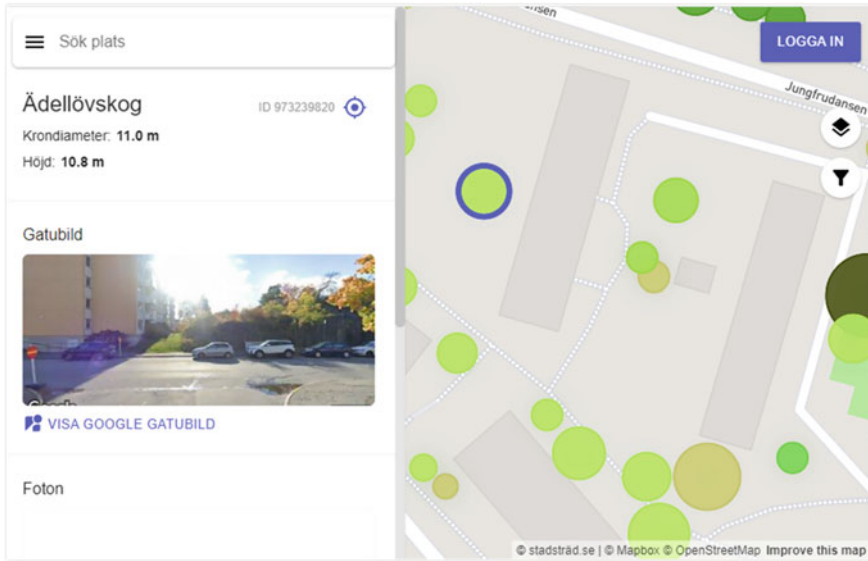 Sök plats
LOGGA IN
Ädellövskog
ID 973239820
Krondiameter: 11.0 m
Höjd: 10.8 m
Jungfrudansen
Gatubild
Google
VISA GOOGLE GATUBILD
Foton
© stadsträd.se | © Mapbox © OpenStreetMap Improve this map